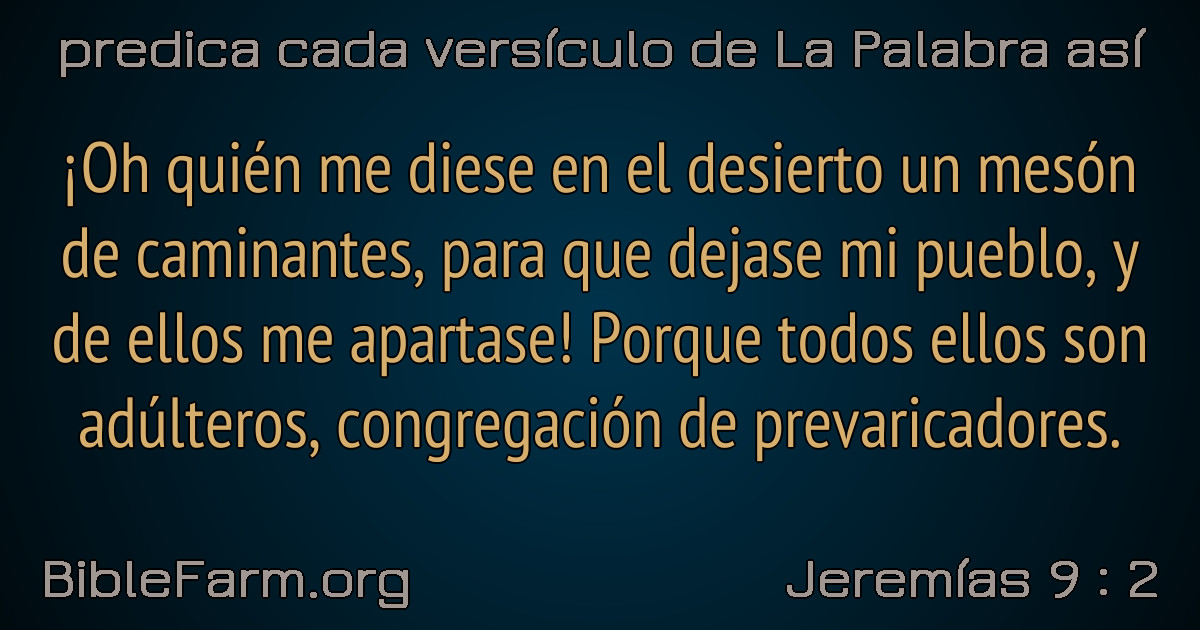 predica cada versículo de La Palabra así
¡Oh quién me diese en el desierto un mesón
de caminantes, para que dejase mi pueblo, y
de ellos me apartase! Porque todos ellos son
adúlteros, congregación de prevaricadores.
BibleFarm.org
Jeremías 9 : 2